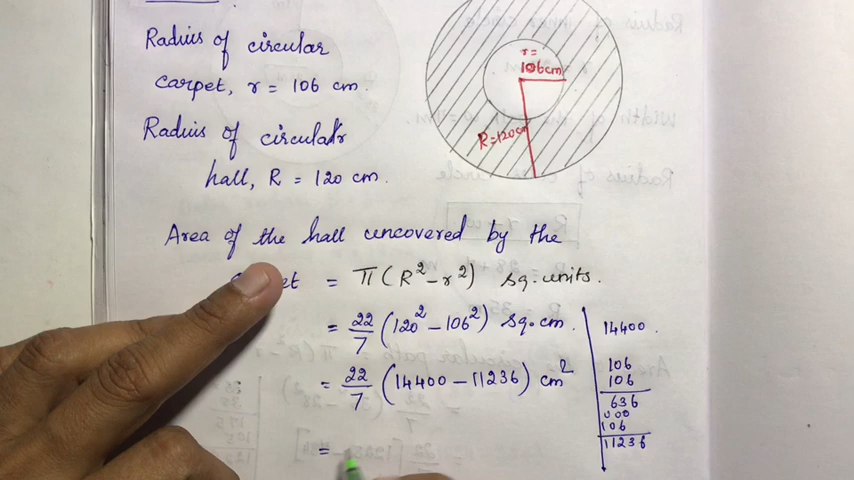 Radius of circular
carpet, r = 106 cm.
Radius of circular
hall, R = 120 cm.
r=
106cm
R=120cm
Area of the hall uncovered by the
et = π(R²-r²) sq.units.
= 22/7 (120² - 106²) sq.cm.
= 22/7 (14400 - 11236) cm²
=
14400
106
106
636
000
106
11236